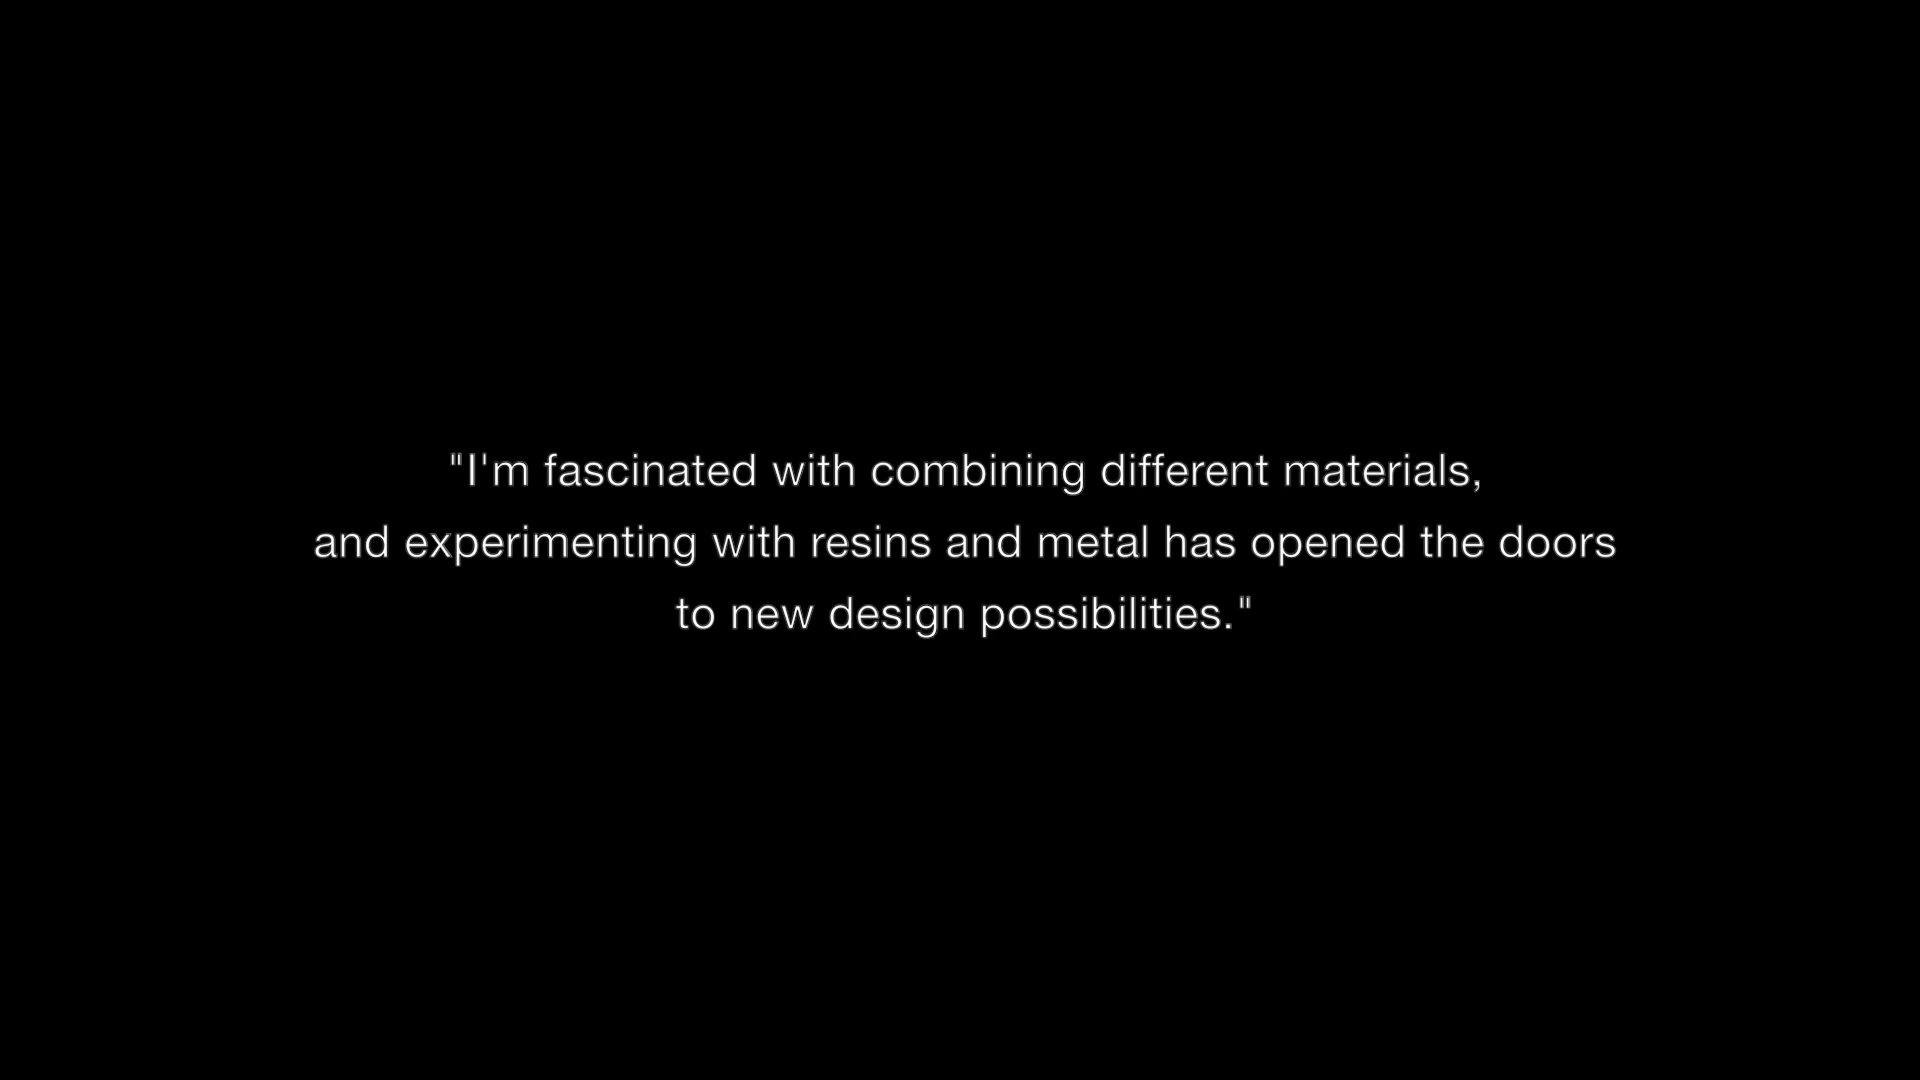 "I'm fascinated with combining different materials,
and experimenting with resins and metal has opened the doors
to new design possibilities."